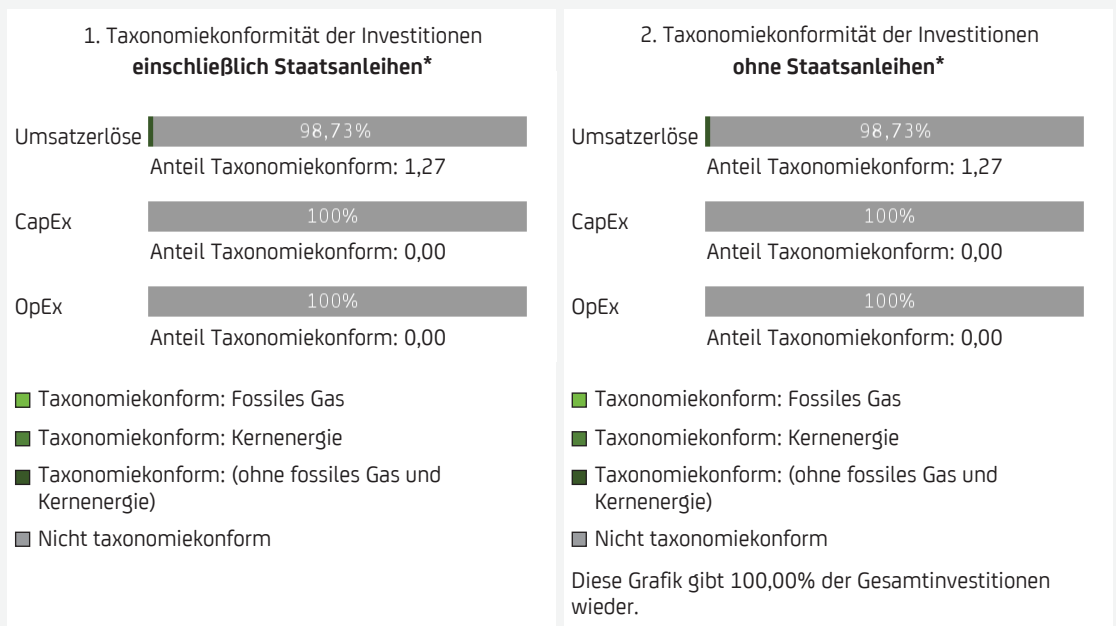 1. Taxonomiekonformität der Investitionen
einschließlich Staatsanleihen*
Umsatzerlöse
98,73%
Anteil Taxonomiekonform: 1,27
CapEx
100%
Anteil Taxonomiekonform: 0,00
OpEx
100%
Anteil Taxonomiekonform: 0,00
Taxonomiekonform: Fossiles Gas
Taxonomiekonform: Kernenergie
Taxonomiekonform: (ohne fossiles Gas und
Kernenergie)
Nicht taxonomiekonform
2. Taxonomiekonformität der Investitionen
ohne Staatsanleihen*
Umsatzerlöse
98,73%
Anteil Taxonomiekonform: 1,27
CapEx
100%
Anteil Taxonomiekonform: 0,00
OpEx
100%
Anteil Taxonomiekonform: 0,00
Taxonomiekonform: Fossiles Gas
Taxonomiekonform: Kernenergie
Taxonomiekonform: (ohne fossiles Gas und
Kernenergie)
Nicht taxonomiekonform
Diese Grafik gibt 100,00% der Gesamtinvestitionen
wieder.